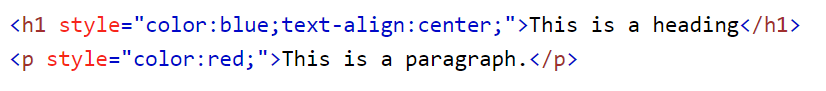 <h1 style="color:blue;text-align:center;">This is a heading</h1>
<p style="color:red;">This is a paragraph.</p>